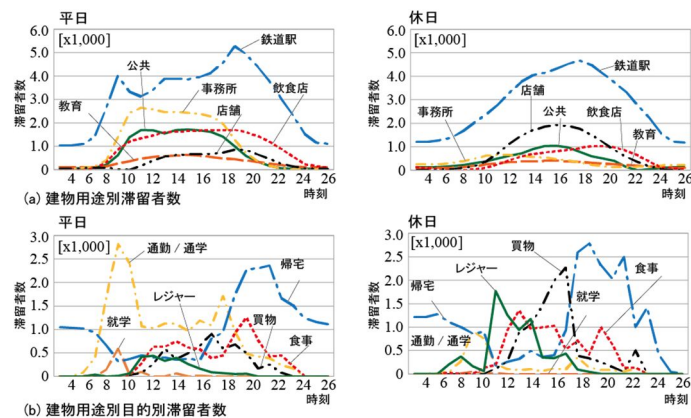 平日
休日
6.0
5.0
4.0
3.0
2.0
1.0
0.0
滞留者数
[x1,000]
鉄道駅
公共
事務所
飲食店
教育
店舗
4 6 8 10 12 14 16 18 20 22 24 26
時刻
6.0
5.0
4.0
3.0
2.0
1.0
0.0
滞留者数
[x1,000]
鉄道駅
店舗
事務所
公共
飲食店
教育
4 6 8 10 12 14 16 18 20 22 24 26
時刻
(a) 建物用途別滞留者数
平日
休日
3.0
2.5
2.0
1.5
1.0
0.5
0
滞留者数
[x1,000]
通勤 / 通学
帰宅
レジャー
買物
就学
食事
4 6 8 10 12 14 16 18 20 22 24 26
時刻
3.0
2.5
2.0
1.5
1.0
0.5
0.0
滞留者数
[x1,000]
買物
レジャー
食事
帰宅
就学
通勤 / 通学
4 6 8 10 12 14 16 18 20 22 24 26
時刻
(b) 建物用途別目的別滞留者数